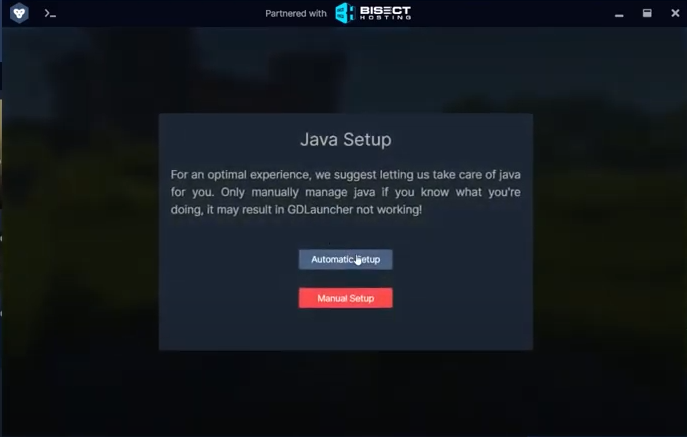 Partnered with BISECT
HOSTING
Java Setup
For an optimal experience, we suggest letting us take care of java
for you. Only manually manage java if you know what you're
doing, it may result in GDLauncher not working!
Automatic Setup
Manual Setup